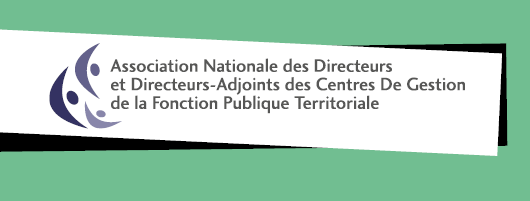 Association Nationale des Directeurs
et Directeurs-Adjoints des Centres De Gestion
de la Fonction Publique Territoriale